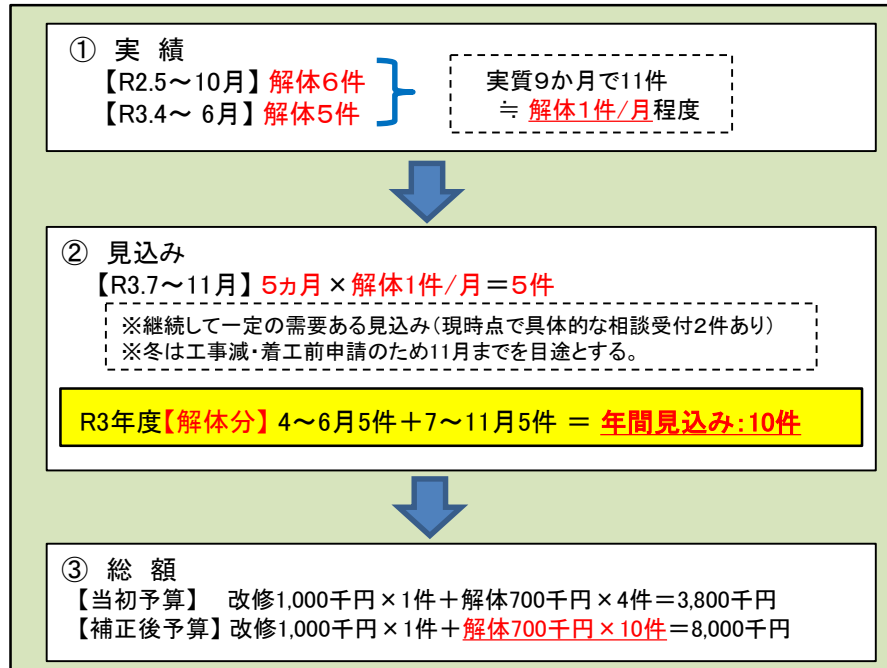 ① 実 績
【R2.5～10月】 解体６件
【R3.4～ 6月】 解体５件
実質９か月で11件
≒ 解体１件/月程度
② 見込み
【R3.7～11月】 ５ヵ月×解体1件/月＝５件
※継続して一定の需要ある見込み（現時点で具体的な相談受付２件あり）
※冬は工事減・着工前申請のため11月までを目途とする。
R3年度【解体分】 4～6月5件＋7～11月5件 ＝ 年間見込み：10件
③ 総 額
【当初予算】 改修1,000千円×1件＋解体700千円×4件＝3,800千円
【補正後予算】 改修1,000千円×1件＋解体700千円×10件＝8,000千円